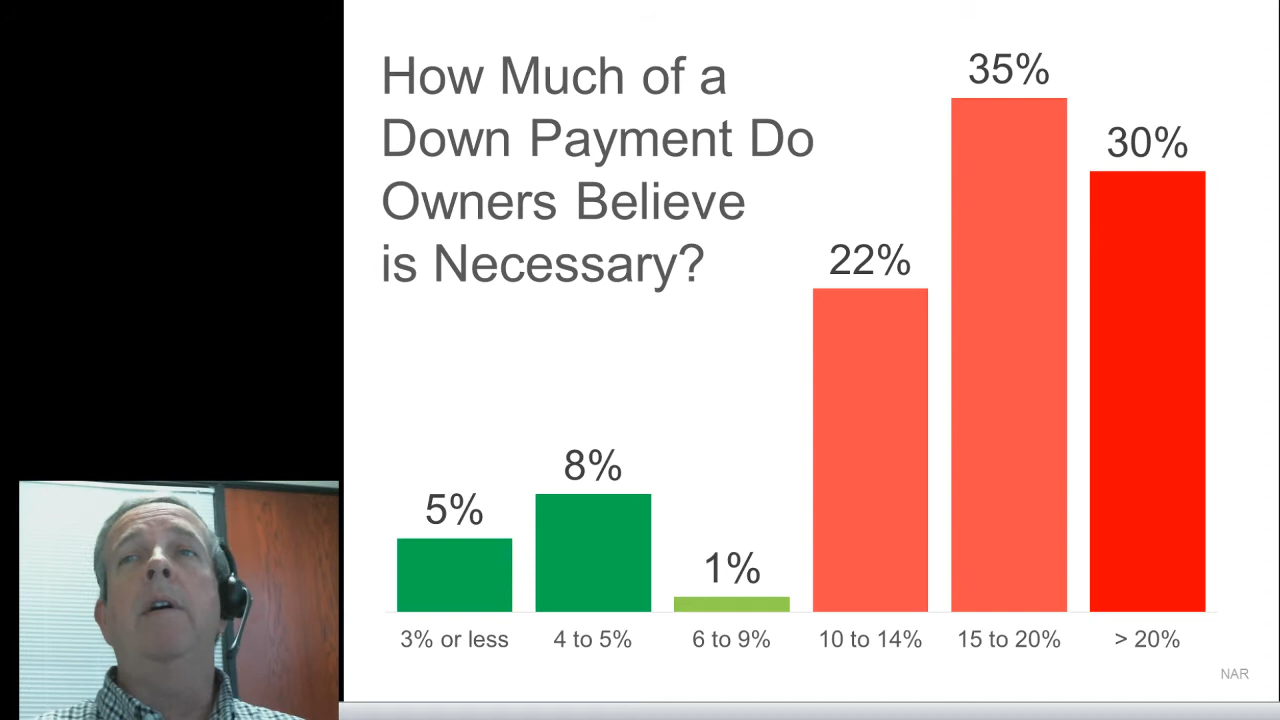 How Much of a
Down Payment Do
Owners Believe
is Necessary?
5%
8%
1%
22%
35%
30%
3% or less
4 to 5%
6 to 9%
10 to 14%
15 to 20%
> 20%
NAR